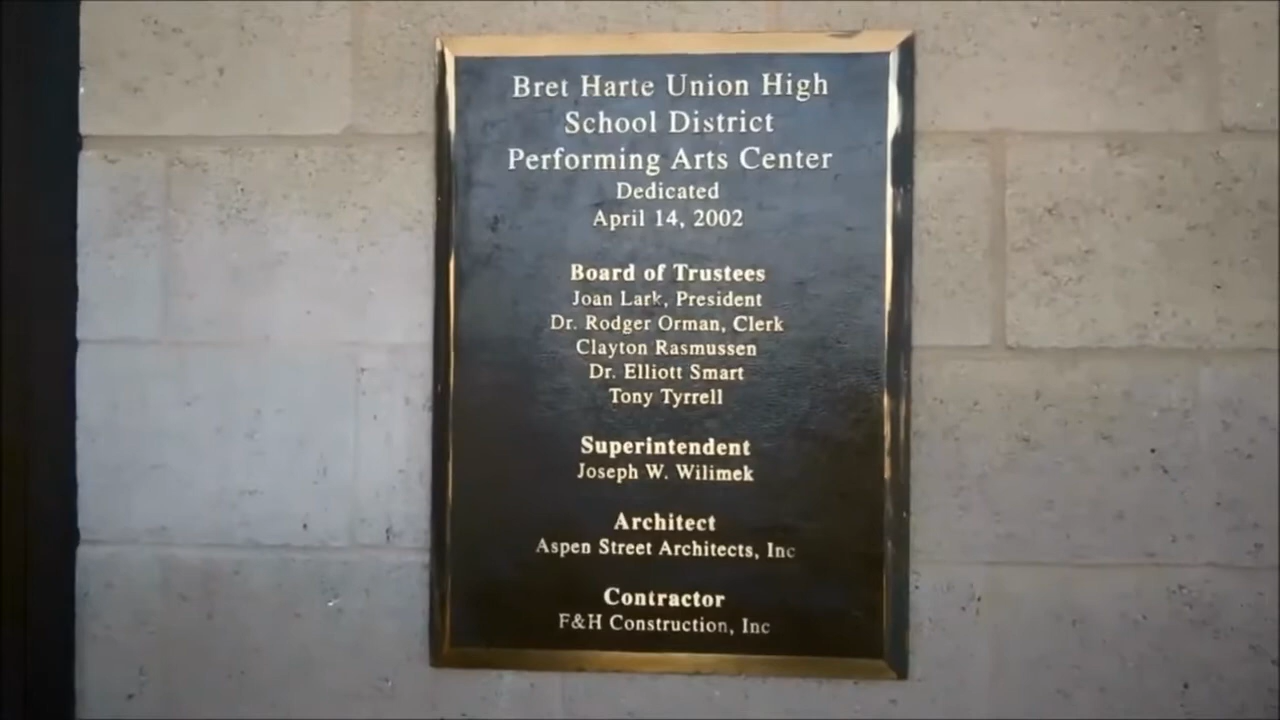 Bret Harte Union High
School District
Performing Arts Center
Dedicated
April 14, 2002
Board of Trustees
Joan Lark, President
Dr. Rodger Orman, Clerk
Clayton Rasmussen
Dr. Elliott Smart
Tony Tyrrell
Superintendent
Joseph W. Wilimek
Architect
Aspen Street Architects, Inc
Contractor
F&H Construction, Inc